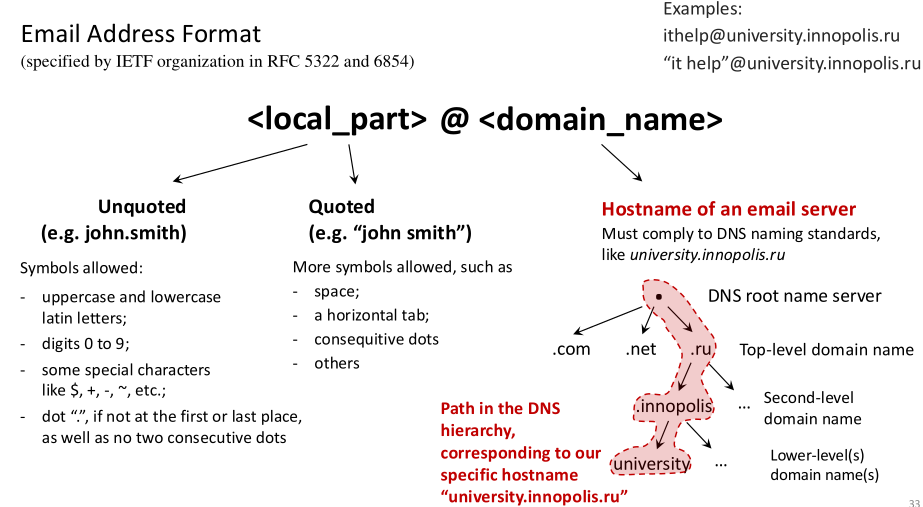 Email Address Format
(specified by IETF organization in RFC 5322 and 6854)
Examples:
ithelp@university.innopolis.ru
“it help”@university.innopolis.ru
<local_part> @ <domain_name>
Unquoted
(e.g. john.smith)
Symbols allowed:
- uppercase and lowercase
latin letters;
- digits 0 to 9;
- some special characters
like $, +, -, ~, etc.;
- dot “.”, if not at the first or last place,
as well as no two consecutive dots
Quoted
(e.g. “john smith”)
More symbols allowed, such as
- space;
- a horizontal tab;
- consequitive dots
- others
Hostname of an email server
Must comply to DNS naming standards,
like university.innopolis.ru
.
DNS root name server
.com
.net
.ru
Top-level domain name
.innopolis
...
Second-level
domain name
university
...
Lower-level(s)
domain name(s)
Path in the DNS
hierarchy,
corresponding to our
specific hostname
“university.innopolis.ru”
33